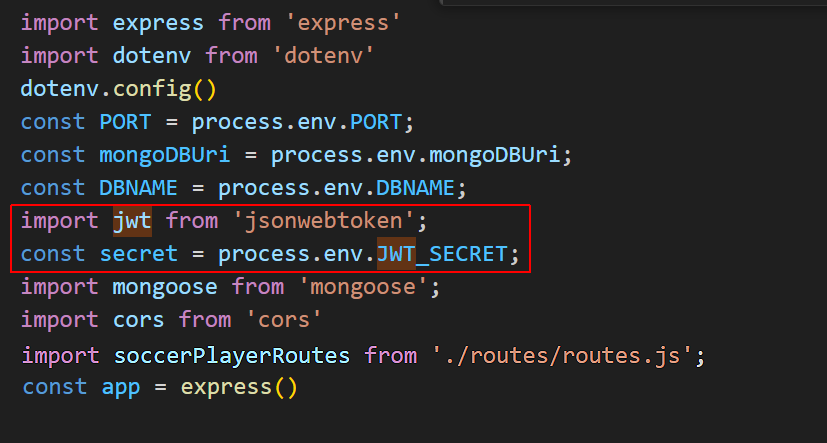 import express from 'express'
import dotenv from 'dotenv'
dotenv.config()
const PORT = process.env.PORT;
const mongoDBUri = process.env.mongoDBUri;
const DBNAME = process.env.DBNAME;
import jwt from 'jsonwebtoken';
const secret = process.env.JWT_SECRET;
import mongoose from 'mongoose';
import cors from 'cors'
import soccerPlayerRoutes from './routes/routes.js';
const app = express()